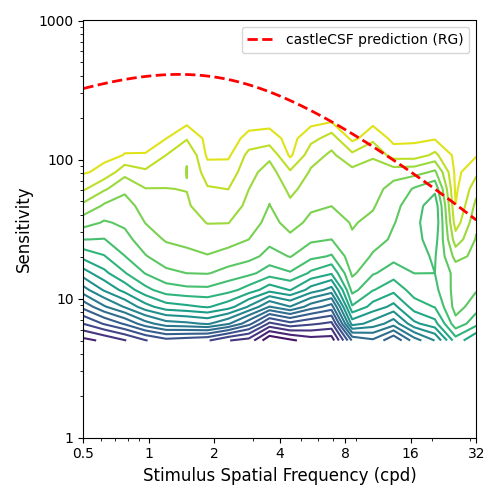 1000
castleCSF prediction (RG)
100
10
1
Sensitivity
0.5 1 2 4 8 16 32
Stimulus Spatial Frequency (cpd)